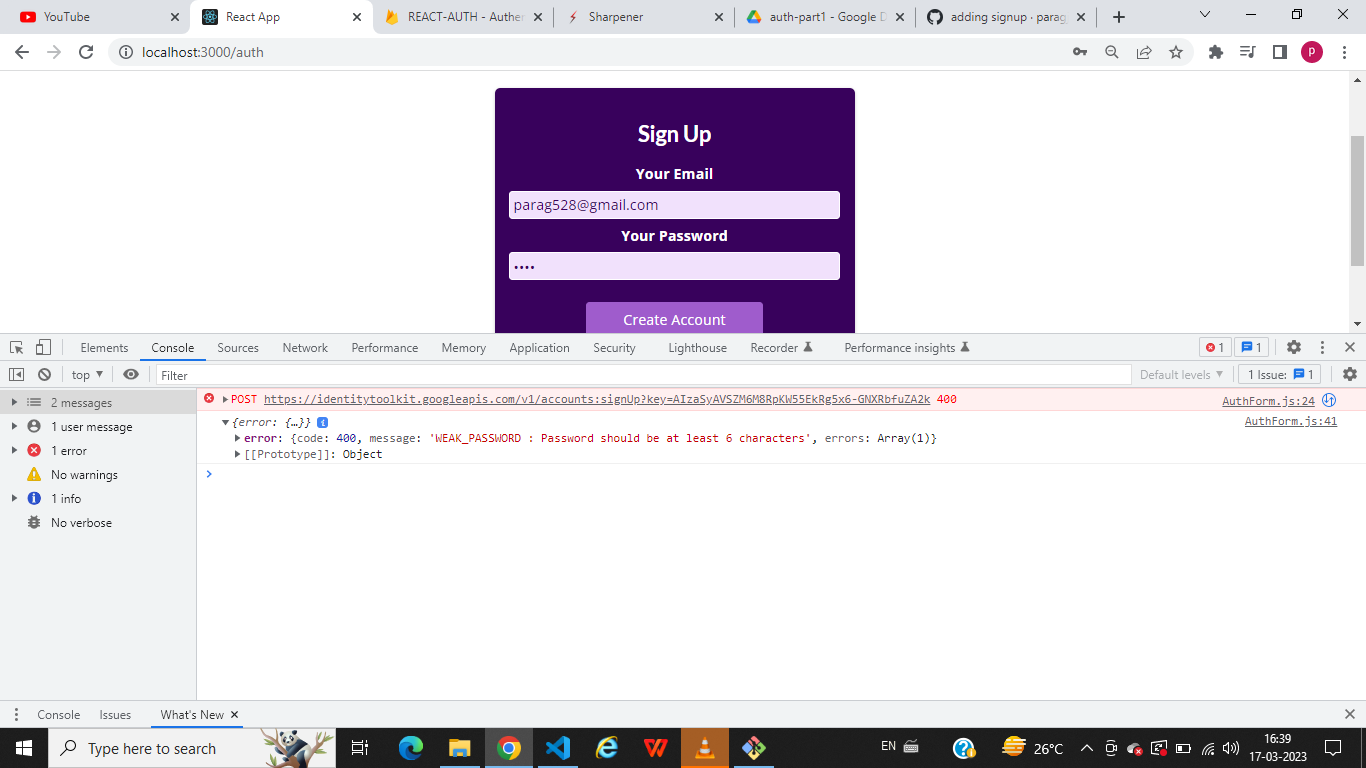 YouTube
React App
REACT-AUTH - Authen
Sharpener
auth-part1 - Google D
adding signup · parag
localhost:3000/auth
P
Sign Up
Your Email
parag528@gmail.com
Your Password
••••
Create Account
Elements
Console
Sources
Network
Performance
Memory
Application
Security
Lighthouse
Recorder
Performance insights
1
1
top
Filter
Default levels
1 Issue: 1
2 messages
1 user message
1 error
No warnings
1 info
No verbose
POST https://identitytoolkit.googleapis.com/v1/accounts:signUp?key=AIzaSyAVSZM6M8RpKW55EkRg5x6-GNXRbfuZA2k 400
AuthForm.js:24
{error: {…}}
AuthForm.js:41
error: {code: 400, message: 'WEAK_PASSWORD : Password should be at least 6 characters', errors: Array(1)}
[[Prototype]]: Object
Console
Issues
What's New
Type here to search
EN
26°C
16:39
17-03-2023